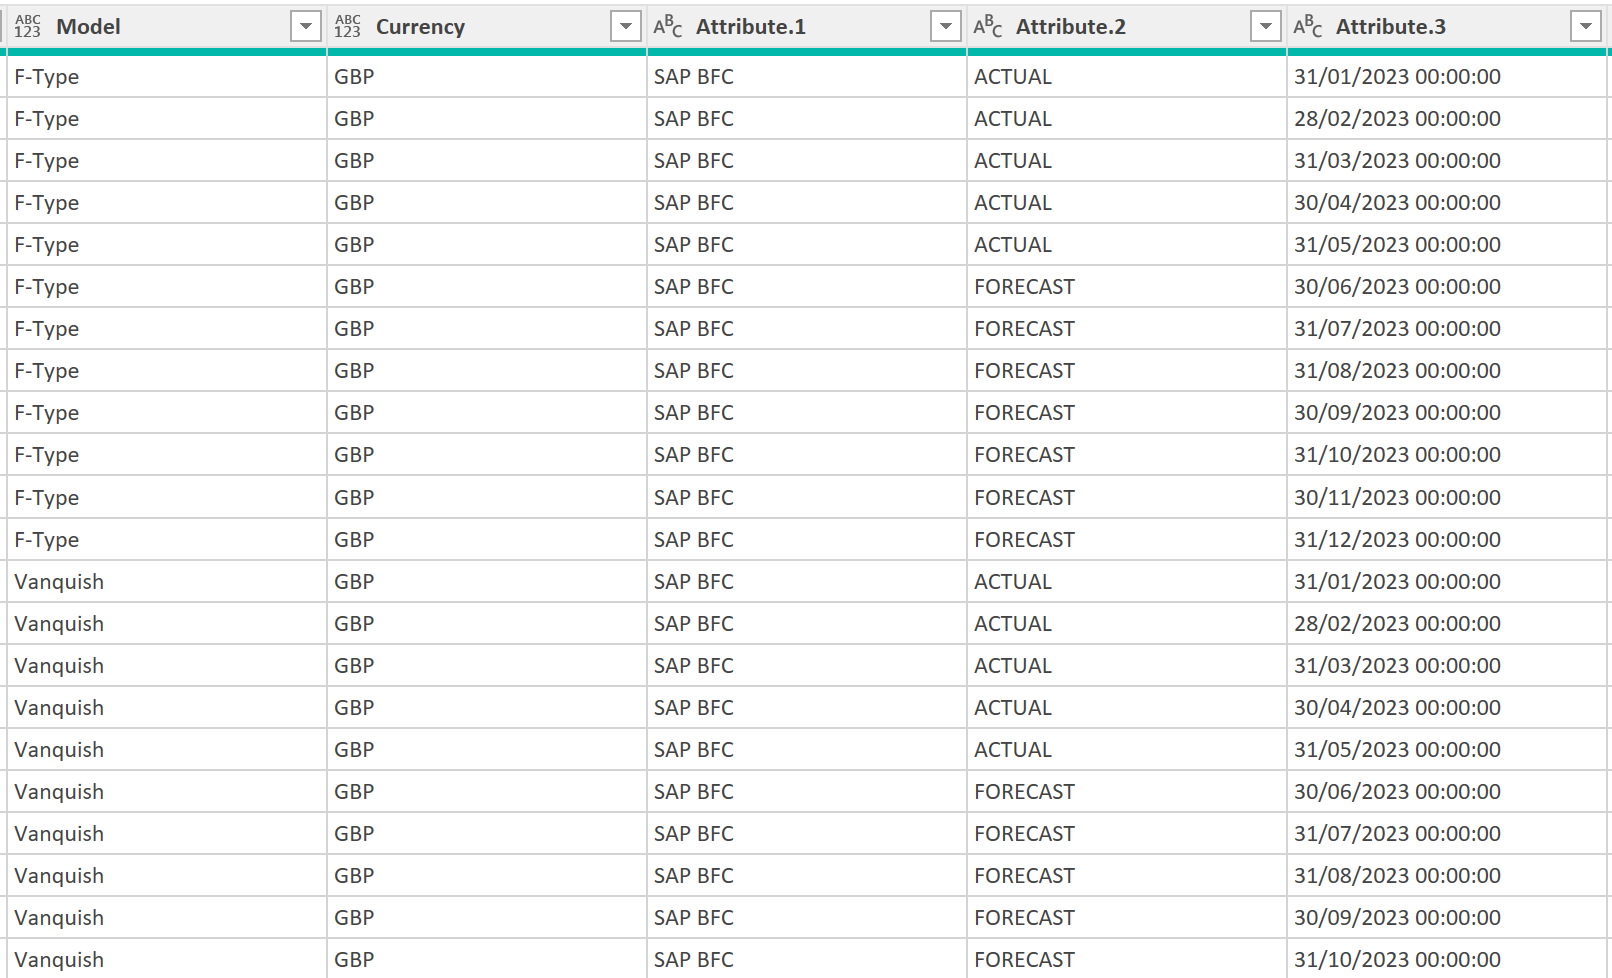 ABC 123 Model ABC 123 Currency ABC Attribute.1 ABC Attribute.2 ABC Attribute.3
F-Type GBP SAP BFC ACTUAL 31/01/2023 00:00:00
F-Type GBP SAP BFC ACTUAL 28/02/2023 00:00:00
F-Type GBP SAP BFC ACTUAL 31/03/2023 00:00:00
F-Type GBP SAP BFC ACTUAL 30/04/2023 00:00:00
F-Type GBP SAP BFC ACTUAL 31/05/2023 00:00:00
F-Type GBP SAP BFC FORECAST 30/06/2023 00:00:00
F-Type GBP SAP BFC FORECAST 31/07/2023 00:00:00
F-Type GBP SAP BFC FORECAST 31/08/2023 00:00:00
F-Type GBP SAP BFC FORECAST 30/09/2023 00:00:00
F-Type GBP SAP BFC FORECAST 31/10/2023 00:00:00
F-Type GBP SAP BFC FORECAST 30/11/2023 00:00:00
F-Type GBP SAP BFC FORECAST 31/12/2023 00:00:00
Vanquish GBP SAP BFC ACTUAL 31/01/2023 00:00:00
Vanquish GBP SAP BFC ACTUAL 28/02/2023 00:00:00
Vanquish GBP SAP BFC ACTUAL 31/03/2023 00:00:00
Vanquish GBP SAP BFC ACTUAL 30/04/2023 00:00:00
Vanquish GBP SAP BFC ACTUAL 31/05/2023 00:00:00
Vanquish GBP SAP BFC FORECAST 30/06/2023 00:00:00
Vanquish GBP SAP BFC FORECAST 31/07/2023 00:00:00
Vanquish GBP SAP BFC FORECAST 31/08/2023 00:00:00
Vanquish GBP SAP BFC FORECAST 30/09/2023 00:00:00
Vanquish GBP SAP BFC FORECAST 31/10/2023 00:00:00